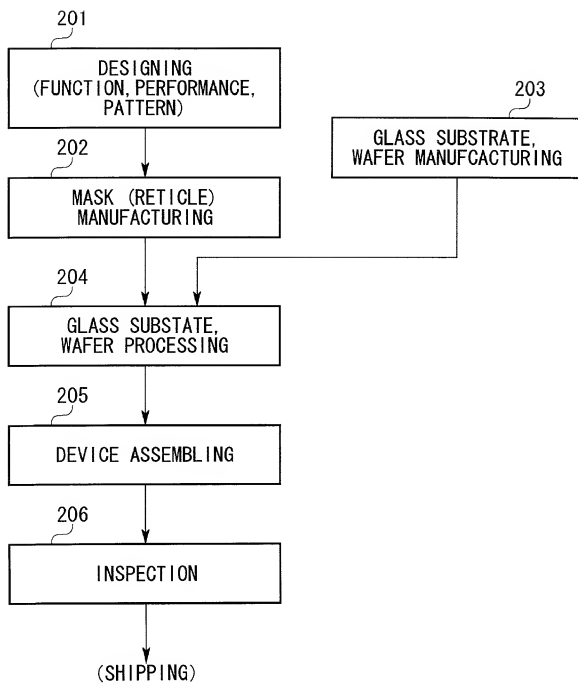 201
DESIGNING
(FUNCTION, PERFORMANCE,
PATTERN)
203
GLASS SUBSTRATE,
WAFER MANUFCACTURING
202
MASK (RETICLE)
MANUFACTURING
204
GLASS SUBSTATE,
WAFER PROCESSING
205
DEVICE ASSEMBLING
206
INSPECTION
(SHIPPING)